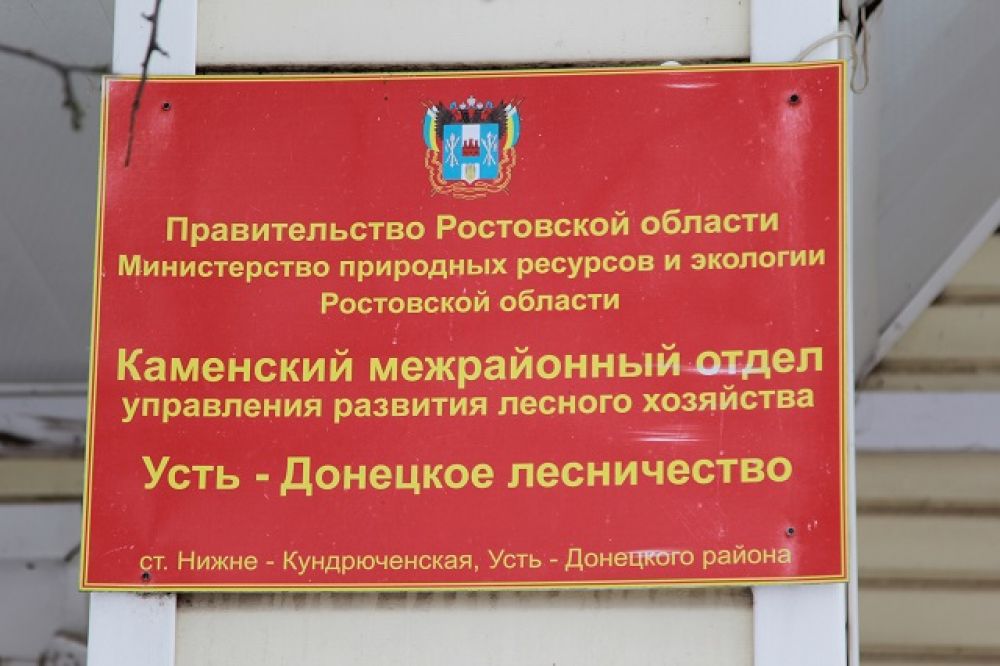 Правительство Ростовской области
Министерство природных ресурсов и экологии
Ростовской области
Каменский межрайонный отдел
управления развития лесного хозяйства
Усть - Донецкое лесничество
ст. Нижне - Кундрюченская, Усть - Донецкого района